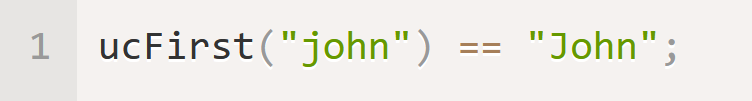 1 ucFirst("john") == "John";